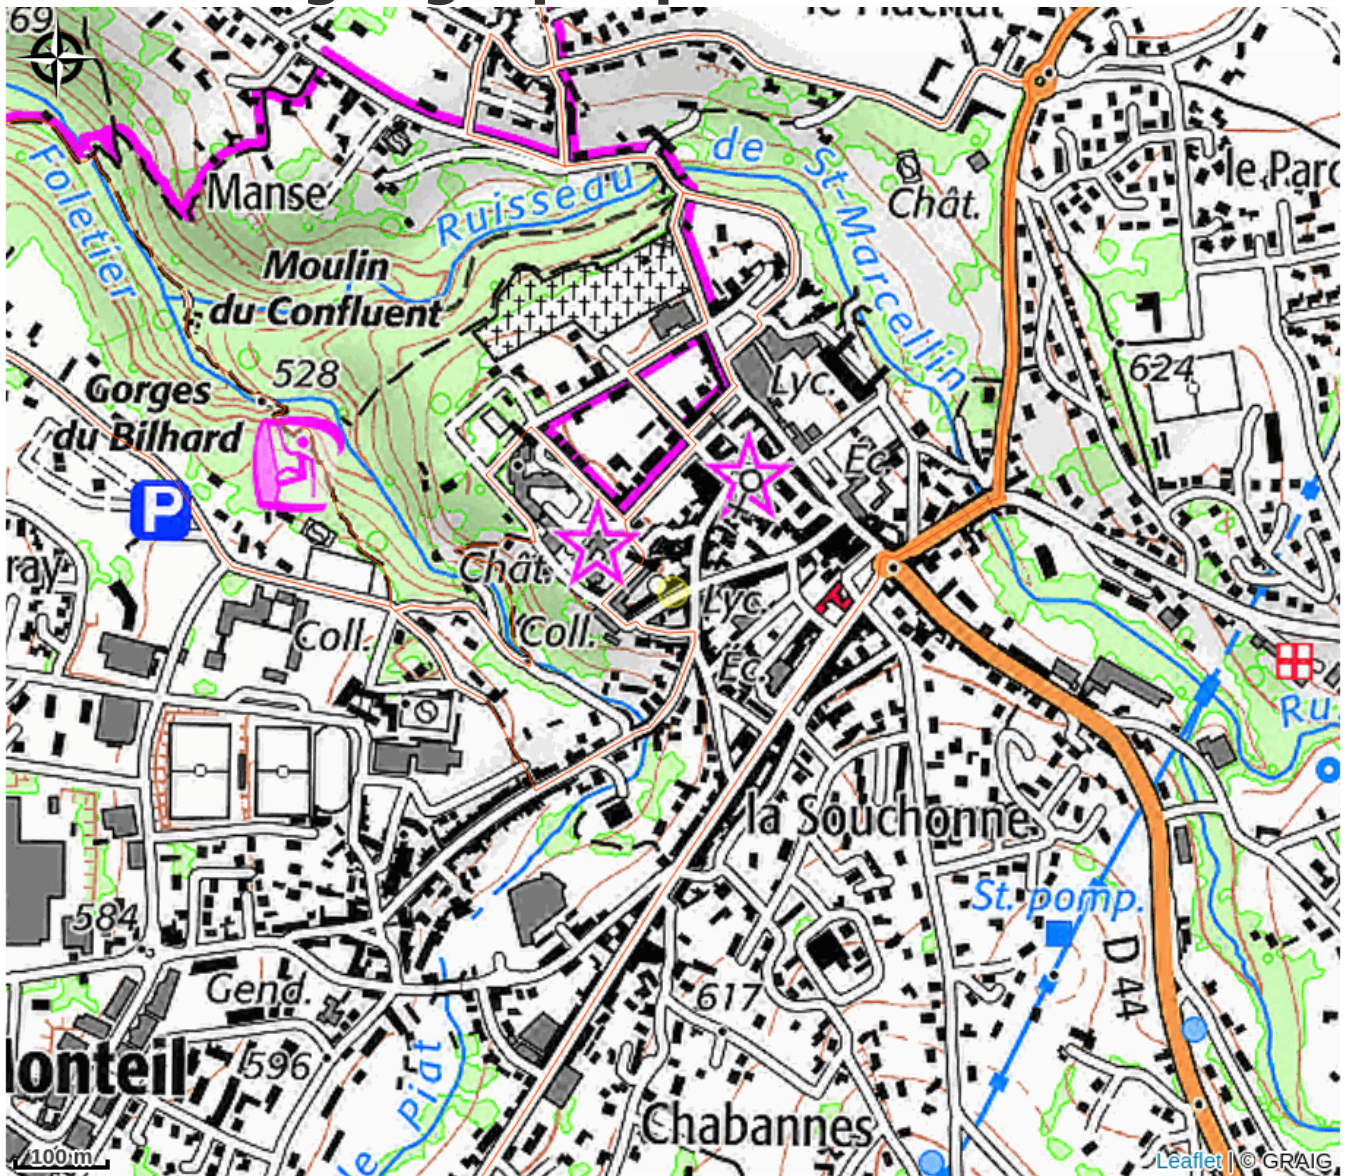 69
Manse
le Parc
Chât.
de St-Marcellin
Ruisseau
Foletier
Moulin
du Confluent
528
624
Gorges
du Bilhard
Lyc.
Éc.
P
Chât.
ray
Lyc.
Coll.
Coll.
Éc.
Ru
la Souchonne
St. pomp.
584
D 44
Gend.
617
596
Monteil
le Piat
Chabannes
100 m
Leaflet | © GRAIG